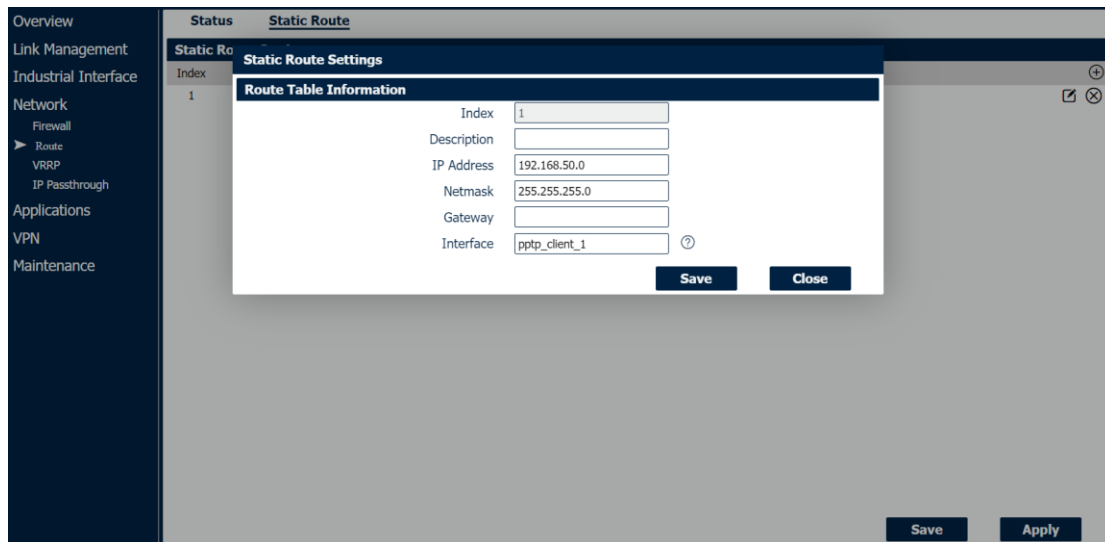 Overview
Link Management
Industrial Interface
Network
Firewall
Route
VRRP
IP Passthrough
Applications
VPN
Maintenance
Status Static Route
Static Ro
Index
1
Static Route Settings
Route Table Information
Index 1
Description
IP Address 192.168.50.0
Netmask 255.255.255.0
Gateway
Interface pptp_client_1 ?
Save Close
Save Apply